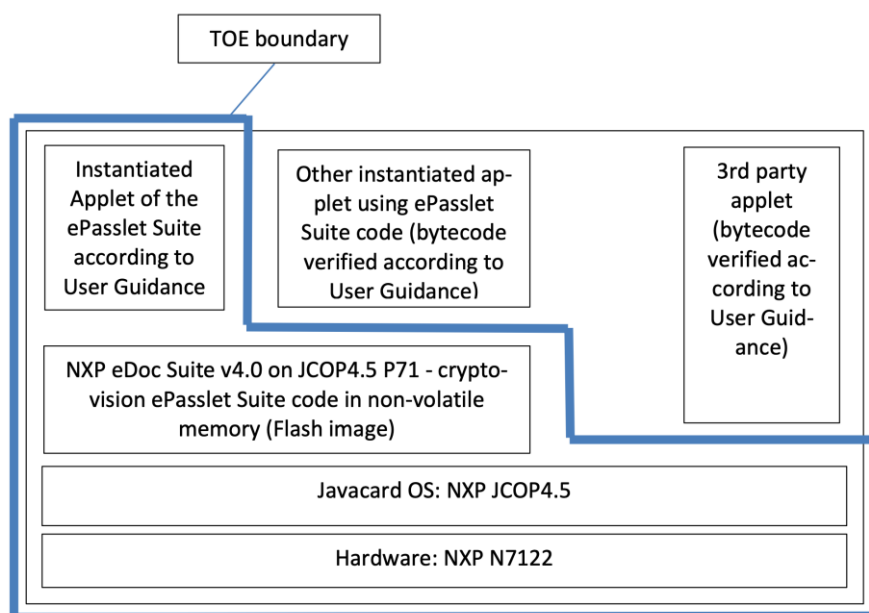 TOE boundary
Instantiated
Applet of the
ePasslet Suite
according to
User Guidance
Other instantiated ap-
plet using ePasslet
Suite code (bytecode
verified according to
User Guidance)
3rd party
applet
(bytecode
verified ac-
cording to
User Guid-
ance)
NXP eDoc Suite v4.0 on JCOP4.5 P71 - crypto-
vision ePasslet Suite code in non-volatile
memory (Flash image)
Javacard OS: NXP JCOP4.5
Hardware: NXP N7122